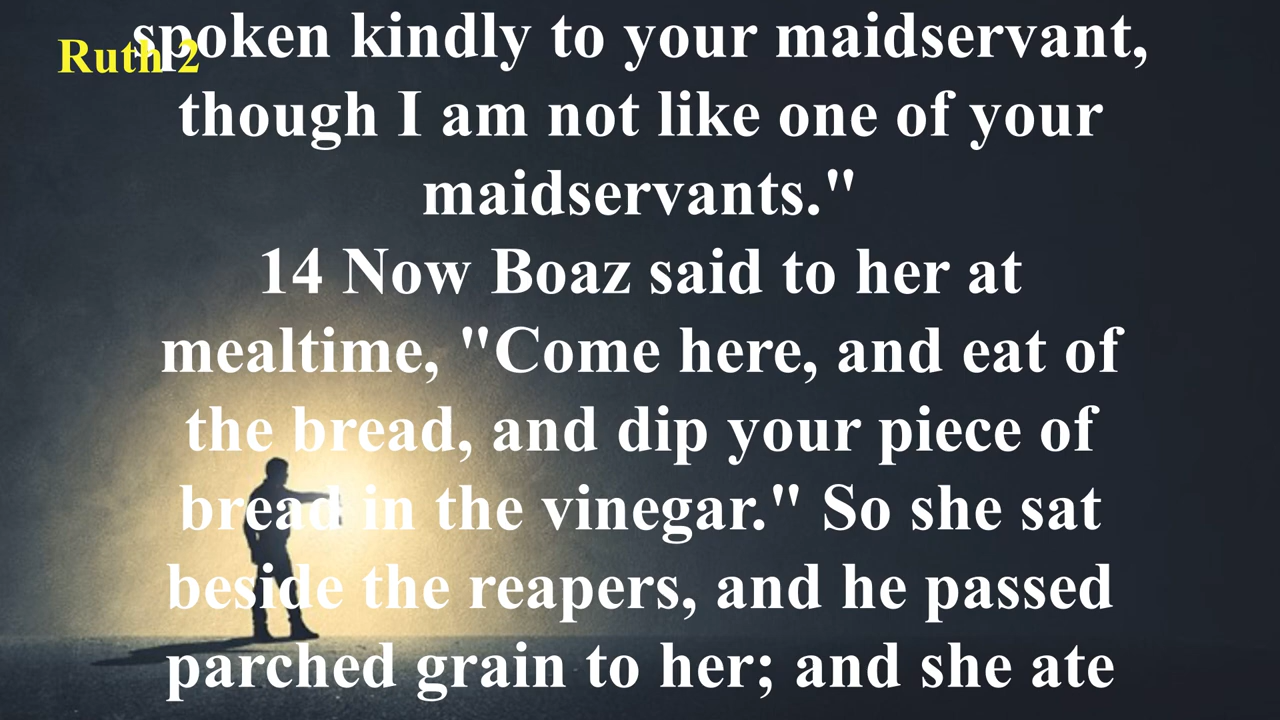 Ruth 2
spoken kindly to your maidservant,
though I am not like one of your
maidservants."
14 Now Boaz said to her at
mealtime, "Come here, and eat of
the bread, and dip your piece of
bread in the vinegar." So she sat
beside the reapers, and he passed
parched grain to her; and she ate